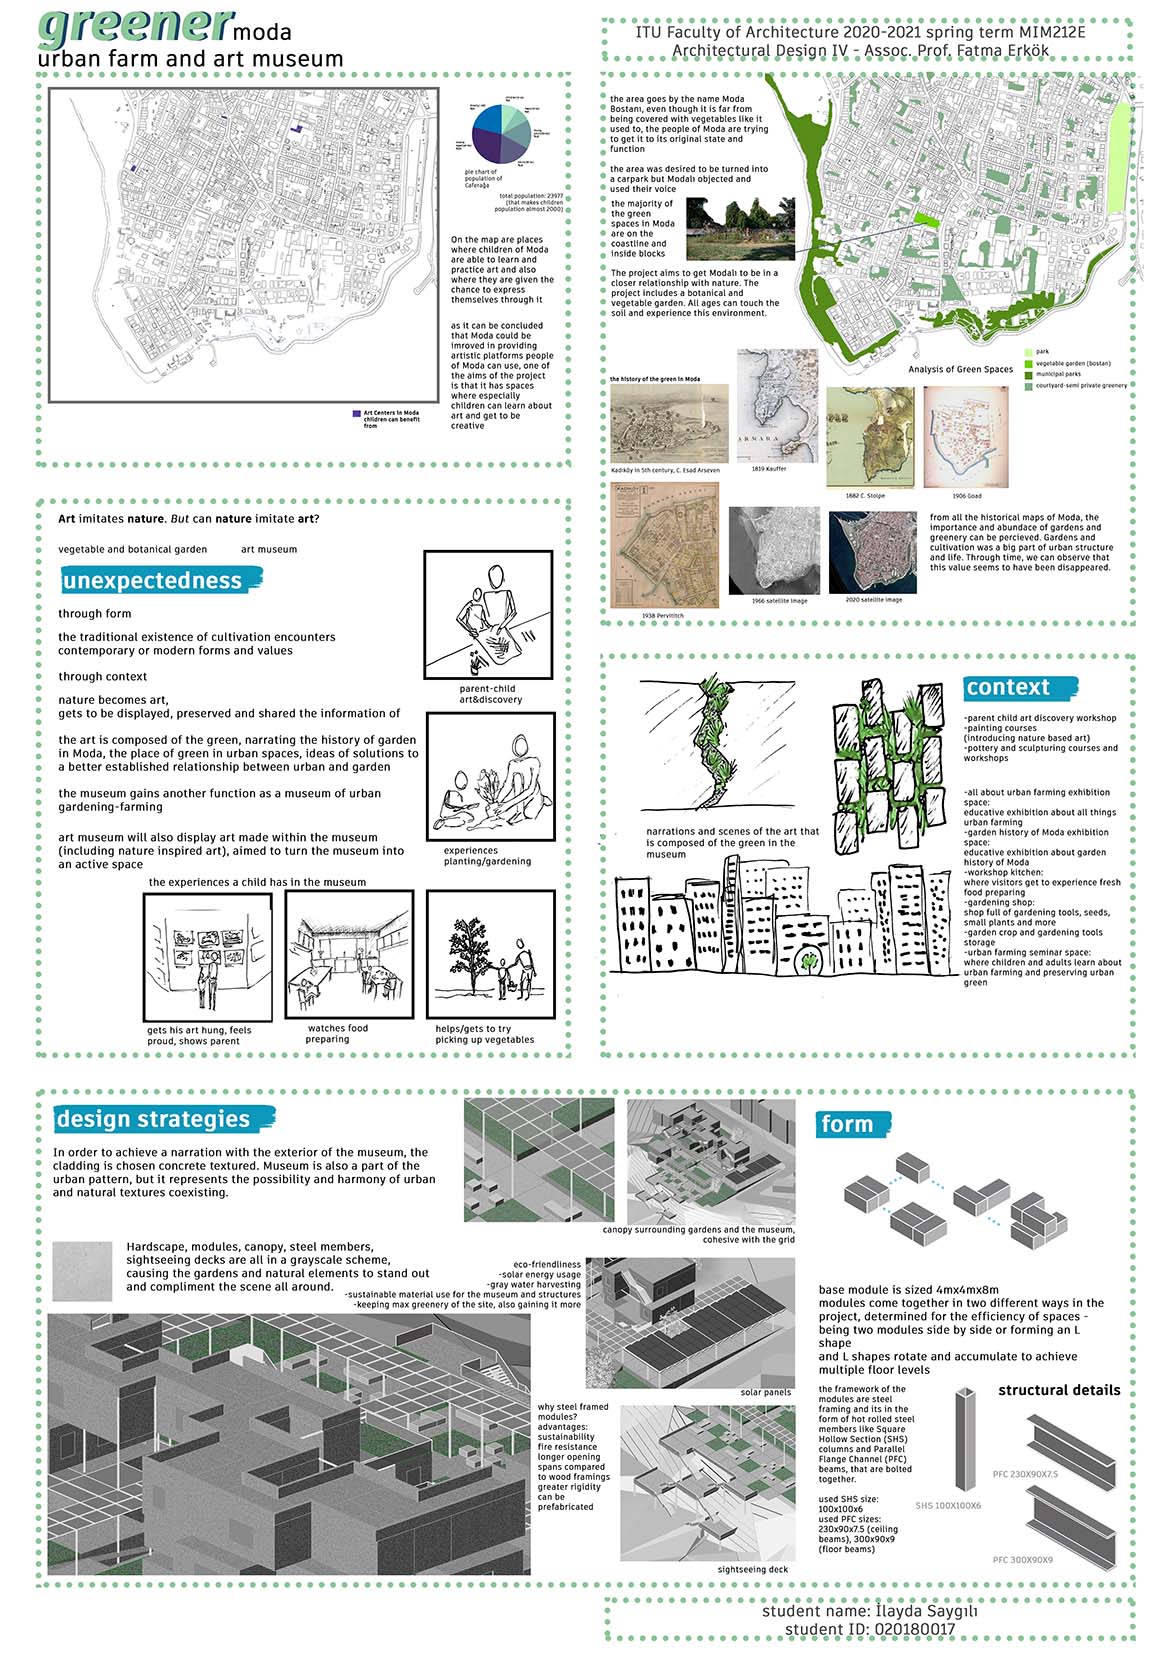 greener moda
urban farm and art museum
ITU Faculty of Architecture 2020-2021 spring term MIM212E
Architectural Design IV - Assoc. Prof. Fatma Erkök
pie chart of
population of
Caferağa
total population: 23977
(that makes children
population almost 2000)
On the map are places
where children of Moda
are able to learn and
practice art and also
where they are given the
chance to express
themselves through it
as it can be concluded
that Moda could be
imroved in providing
artistic platforms people
of Moda can use, one of
the aims of the project
is that it has spaces
where especially
children can learn about
art and get to be
creative
Art Centers in Moda
children can benefit
from
the area goes by the name Moda
Bostanı, even though it is far from
being covered with vegetables like it
used to, the people of Moda are trying
to get it to its original state and
function
the area was desired to be turned into
a carpark but Modalı objected and
used their voice
the majority of
the green
spaces in Moda
are on the
coastline and
inside blocks
The project aims to get Modalı to be in a
closer relationship with nature. The
project includes a botanical and
vegetable garden. All ages can touch the
soil and experience this environment.
Analysis of Green Spaces
park
vegetable garden (bostan)
municipal parks
courtyard-semi private greenery
the history of the green in Moda
Kadıköy in 5th century, C. Esad Arseven
ARMARA
1819 Kauffer
1882 C. Stolpe
1906 Goad
1938 Pervititch
1966 satellite image
2020 satellite image
from all the historical maps of Moda, the
importance and abundace of gardens and
greenery can be percieved. Gardens and
cultivation was a big part of urban structure
and life. Through time, we can observe that
this value seems to have been disappeared.
Art imitates nature. But can nature imitate art?
vegetable and botanical garden art museum
unexpectedness
through form
the traditional existence of cultivation encounters
contemporary or modern forms and values
through context
nature becomes art,
gets to be displayed, preserved and shared the information of
the art is composed of the green, narrating the history of garden
in Moda, the place of green in urban spaces, ideas of solutions to
a better established relationship between urban and garden
the museum gains another function as a museum of urban
gardening-farming
art museum will also display art made within the museum
(including nature inspired art), aimed to turn the museum into
an active space
parent-child
art&discovery
experiences
planting/gardening
the experiences a child has in the museum
gets his art hung, feels
proud, shows parent
watches food
preparing
helps/gets to try
picking up vegetables
narrations and scenes of the art that
is composed of the green in the
museum
context
-parent child art discovery workshop
-painting courses
(introducing nature based art)
-pottery and sculpturing courses and
workshops
-all about urban farming exhibition
space:
educative exhibition about all things
urban farming
-garden history of Moda exhibition
space:
educative exhibition about garden
history of Moda
-workshop kitchen:
where visitors get to experience fresh
food preparing
-gardening shop:
shop full of gardening tools, seeds,
small plants and more
-garden crop and gardening tools
storage
-urban farming seminar space:
where children and adults learn about
urban farming and preserving urban
green
design strategies
In order to achieve a narration with the exterior of the museum, the
cladding is chosen concrete textured. Museum is also a part of the
urban pattern, but it represents the possibility and harmony of urban
and natural textures coexisting.
Hardscape, modules, canopy, steel members,
sightseeing decks are all in a grayscale scheme,
causing the gardens and natural elements to stand out
and compliment the scene all around.
canopy surrounding gardens and the museum,
cohesive with the grid
eco-friendliness
-solar energy usage
-gray water harvesting
-sustainable material use for the museum and structures
-keeping max greenery of the site, also gaining it more
solar panels
why steel framed
modules?
advantages:
sustainability
fire resistance
longer opening
spans compared
to wood framings
greater rigidity
can be
prefabricated
sightseeing deck
form
base module is sized 4mx4mx8m
modules come together in two different ways in the
project, determined for the efficiency of spaces -
being two modules side by side or forming an L
shape
and L shapes rotate and accumulate to achieve
multiple floor levels
the framework of the
modules are steel
framing and its in the
form of hot rolled steel
members like Square
Hollow Section (SHS)
columns and Parallel
Flange Channel (PFC)
beams, that are bolted
together.
used SHS size:
100x100x6
used PFC sizes:
230x90x7.5 (ceiling
beams), 300x90x9
(floor beams)
structural details
SHS 100X100X6
PFC 230X90X7.5
PFC 300X90X9
student name: İlayda Saygılı
student ID: 020180017